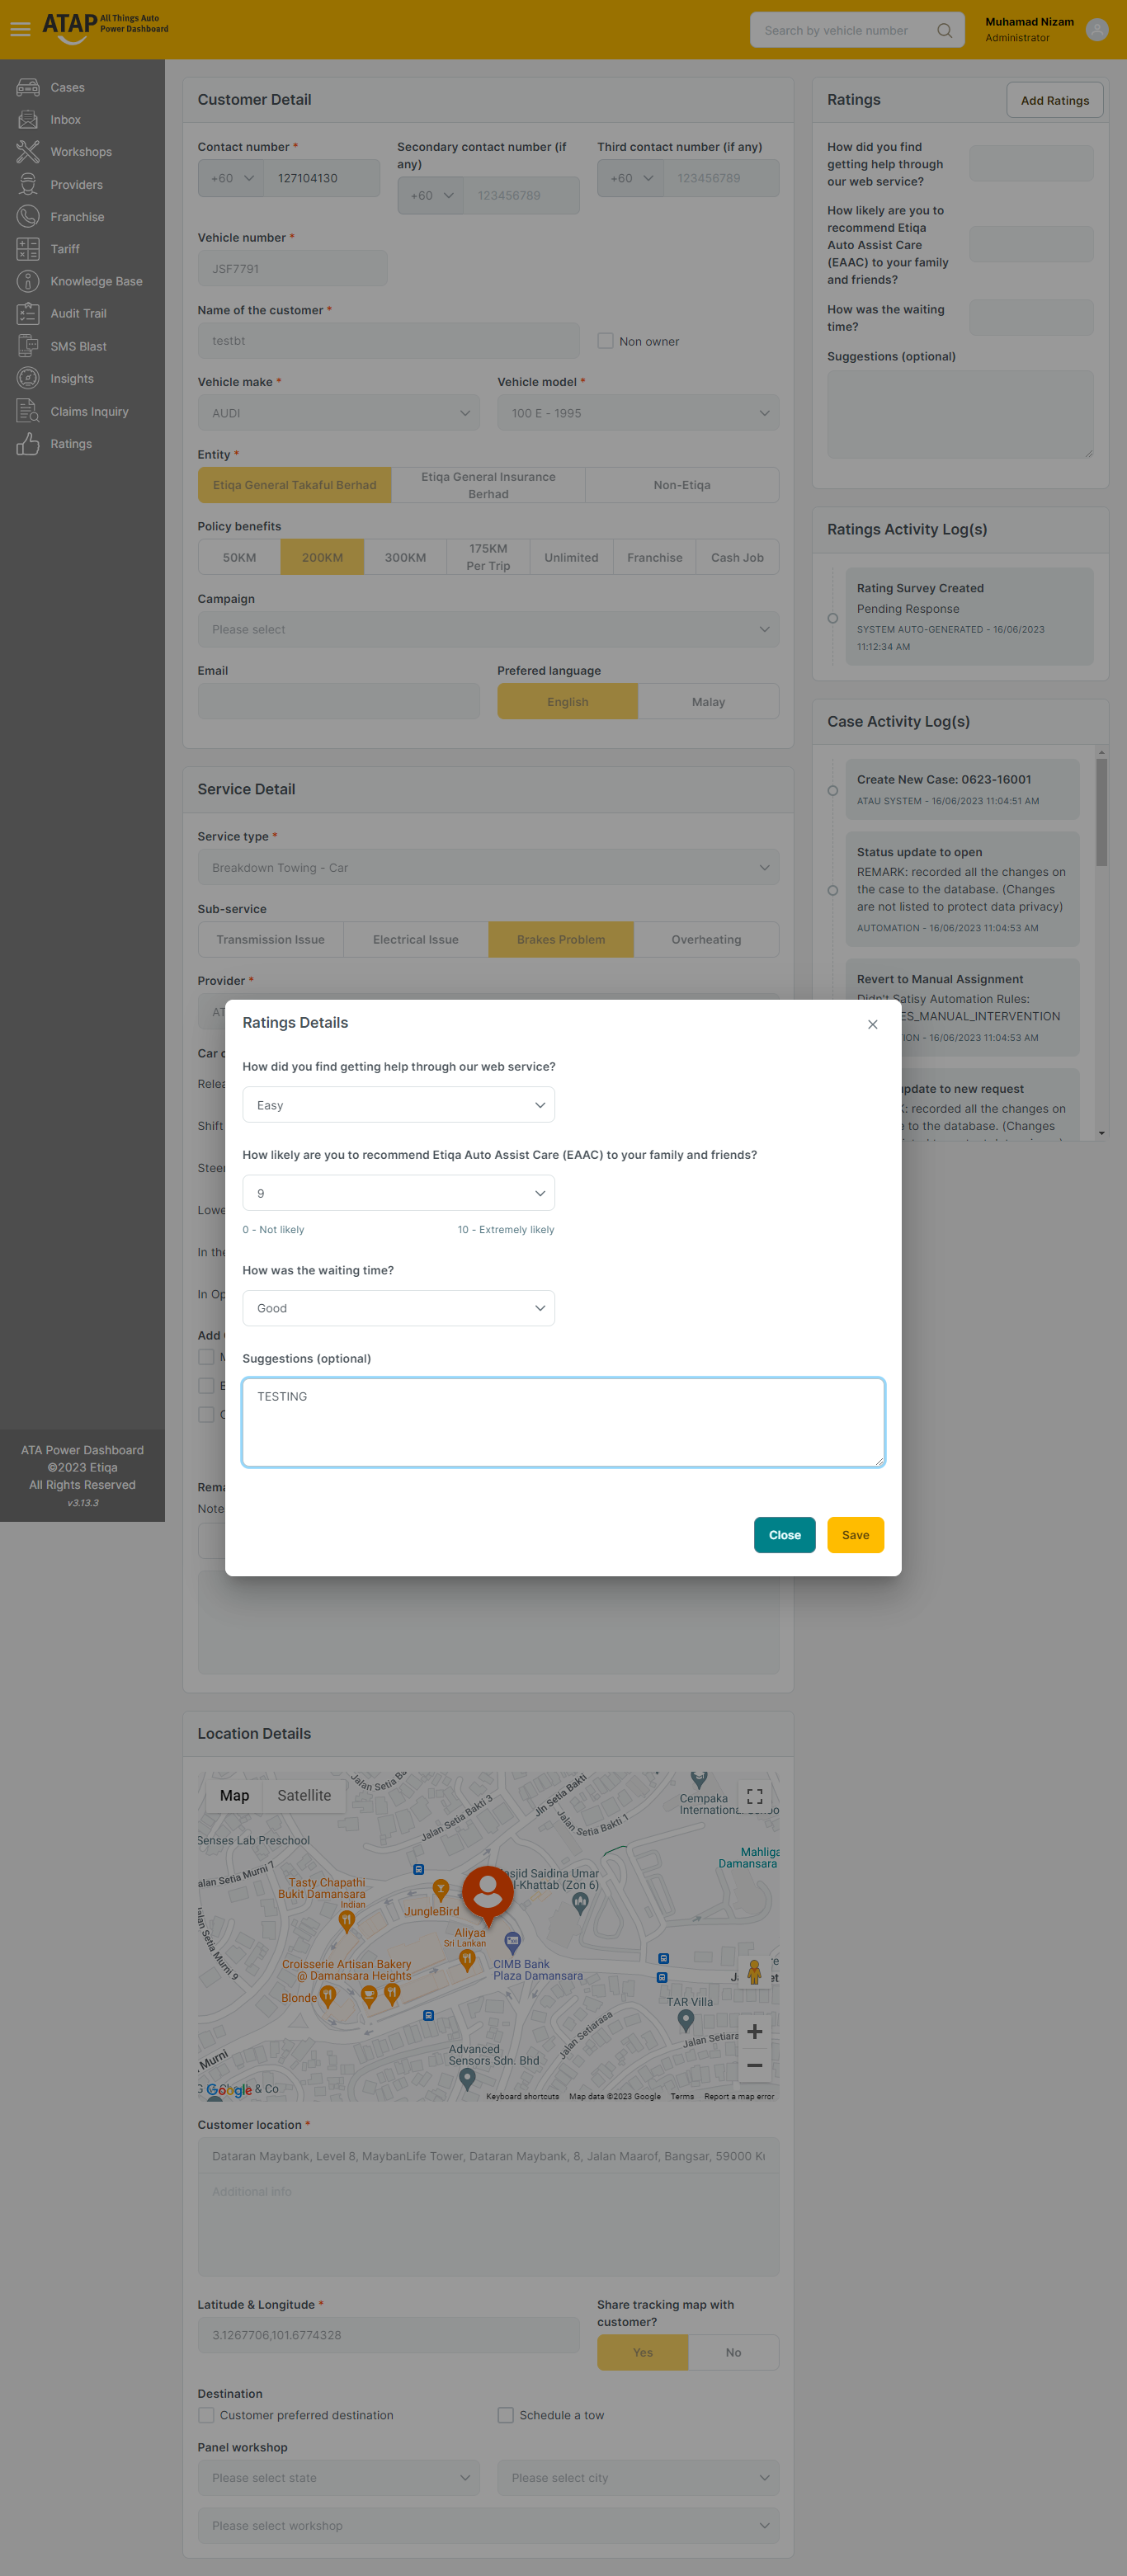 ATAP All Things Auto
Power Dashboard
Search by vehicle number
Muhamad Nizam
Administrator
Cases
Inbox
Workshops
Providers
Franchise
Tariff
Knowledge Base
Audit Trail
SMS Blast
Insights
Claims Inquiry
Ratings
ATA Power Dashboard
©2023 Etiqa
All Rights Reserved
v3.13.3
Customer Detail
Contact number *
+60 127104130
Secondary contact number (if
any)
+60 123456789
Third contact number (if any)
+60 123456789
Vehicle number *
JSF7791
Name of the customer *
testbt
Non owner
Vehicle make *
AUDI
Vehicle model *
100 E - 1995
Entity *
Etiqa General Takaful Berhad
Etiqa General Insurance
Berhad
Non-Etiqa
Policy benefits
50KM
200KM
300KM
175KM
Per Trip
Unlimited
Franchise
Cash Job
Campaign
Please select
Email
Prefered language
English
Malay
Service Detail
Service type *
Breakdown Towing - Car
Sub-service
Transmission Issue
Electrical Issue
Brakes Problem
Overheating
Provider *
AT
Car c
Relea
Shift
Steer
Lowe
In the
In Op
Add
Rema
Note
Ratings
Add Ratings
How did you find
getting help through
our web service?
How likely are you to
recommend Etiqa
Auto Assist Care
(EAAC) to your family
and friends?
How was the waiting
time?
Suggestions (optional)
Ratings Activity Log(s)
Rating Survey Created
Pending Response
SYSTEM AUTO-GENERATED - 16/06/2023
11:12:34 AM
Case Activity Log(s)
Create New Case: 0623-16001
ATAU SYSTEM - 16/06/2023 11:04:51 AM
Status update to open
REMARK: recorded all the changes on
the case to the database. (Changes
are not listed to protect data privacy)
AUTOMATION - 16/06/2023 11:04:53 AM
Revert to Manual Assignment
Didn't Satisy Automation Rules:
ES_MANUAL_INTERVENTION
ION - 16/06/2023 11:04:53 AM
update to new request
: recorded all the changes on
e to the database. (Changes
Ratings Details
How did you find getting help through our web service?
Easy
How likely are you to recommend Etiqa Auto Assist Care (EAAC) to your family and friends?
9
0 - Not likely
10 - Extremely likely
How was the waiting time?
Good
Suggestions (optional)
TESTING
Close
Save
Location Details
Map
Satellite
Jalan Setia Ba
Jalan Setia Bakti 3
Jln Setia Bakti
Jalan Setia Bakti 1
Cempaka
International Schoo
Senses Lab Preschool
Mahliga
Damansara
alan Setia Murni 7
Tasty Chapathi
Bukit Damansara
Indian
JungleBird
asjid Saidina Umar
l-Khattab (Zon 6)
Aliyaa
Sri Lankan
Croisserie Artisan Bakery
@ Damansara Heights
CIMB Bank
Plaza Damansara
Setia Murni 9
Blonde
TAR Villa
Jalan Setiarasa
Jalan Setiara
Advanced
Sensors Sdn. Bhd
Murni
Google
& Co
Keyboard shortcuts
Map data ©2023 Google
Terms
Report a map error
Customer location *
Dataran Maybank, Level 8, MaybanLife Tower, Dataran Maybank, 8, Jalan Maarof, Bangsar, 59000 Ku
Additional info
Latitude & Longitude *
3.1267706,101.6774328
Share tracking map with
customer?
Yes
No
Destination
Customer preferred destination
Schedule a tow
Panel workshop
Please select state
Please select city
Please select workshop